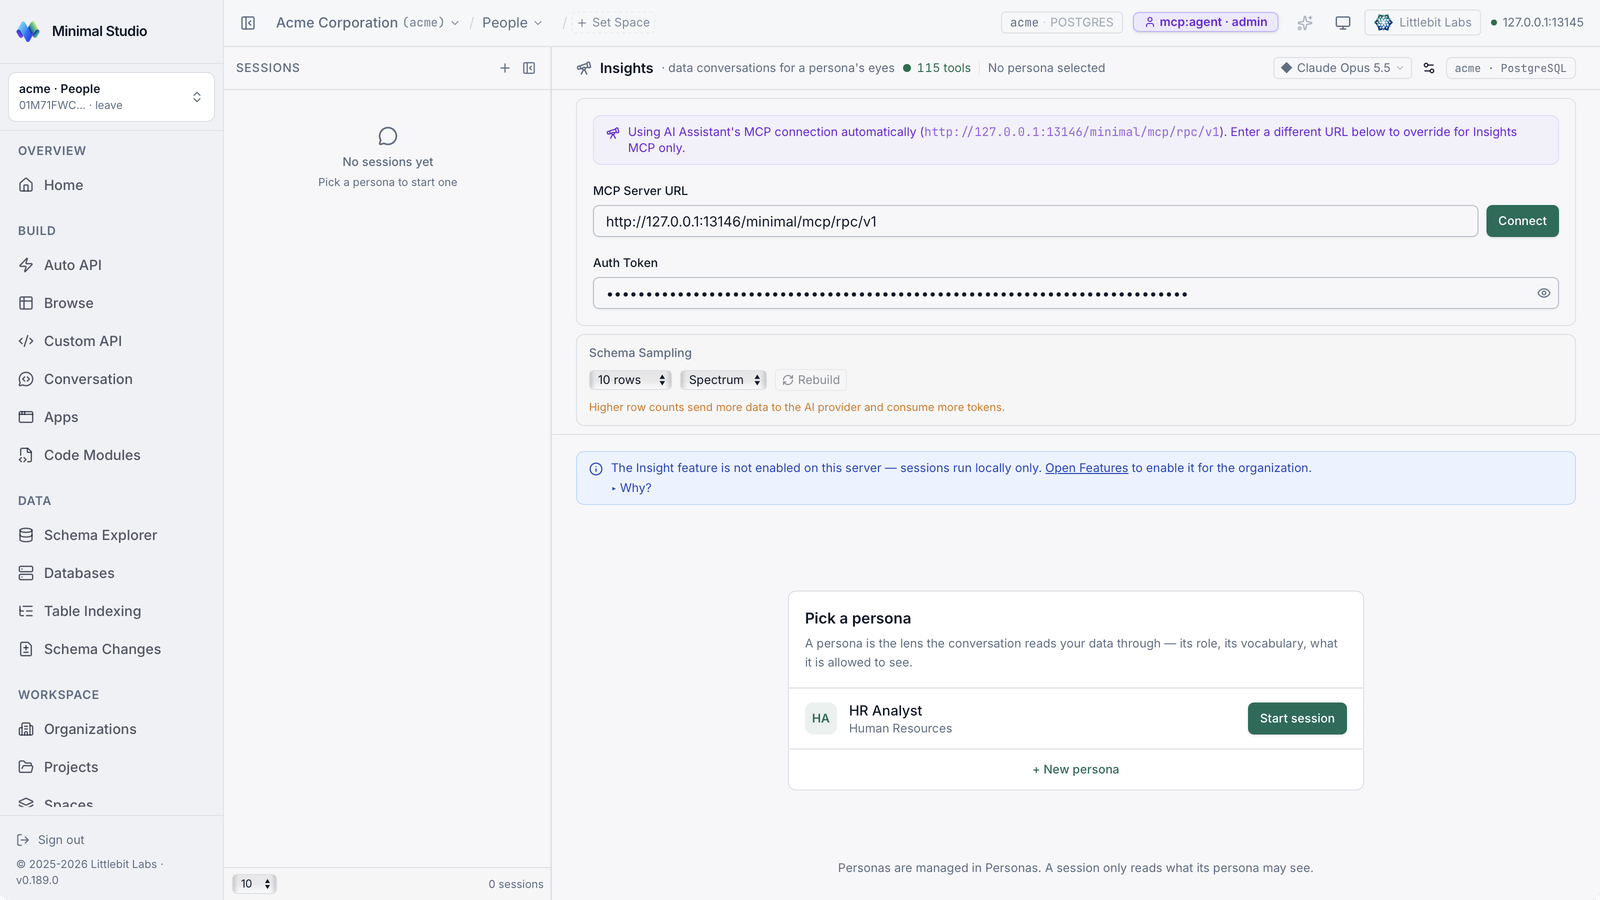 Minimal Studio
acme · People
01M71FWC... · leave
OVERVIEW
Home
BUILD
Auto API
Browse
Custom API
Conversation
Apps
Code Modules
DATA
Schema Explorer
Databases
Table Indexing
Schema Changes
WORKSPACE
Organizations
Projects
Spaces
Sign out
© 2025-2026 Littlebit Labs ·
v0.189.0
Acme Corporation (acme) / People / + Set Space
acme · POSTGRES
mcp:agent · admin
Littlebit Labs
127.0.0.1:13145
SESSIONS
No sessions yet
Pick a persona to start one
10
0 sessions
Insights · data conversations for a persona's eyes
115 tools
No persona selected
Claude Opus 5.5
acme · PostgreSQL
Using AI Assistant's MCP connection automatically (http://127.0.0.1:13146/minimal/mcp/rpc/v1). Enter a different URL below to override for Insights
MCP only.
MCP Server URL
http://127.0.0.1:13146/minimal/mcp/rpc/v1
Connect
Auth Token
Schema Sampling
10 rows
Spectrum
Rebuild
Higher row counts send more data to the AI provider and consume more tokens.
The Insight feature is not enabled on this server — sessions run locally only. Open Features to enable it for the organization.
Why?
Pick a persona
A persona is the lens the conversation reads your data through — its role, its vocabulary, what
it is allowed to see.
HA
HR Analyst
Human Resources
Start session
+ New persona
Personas are managed in Personas. A session only reads what its persona may see.